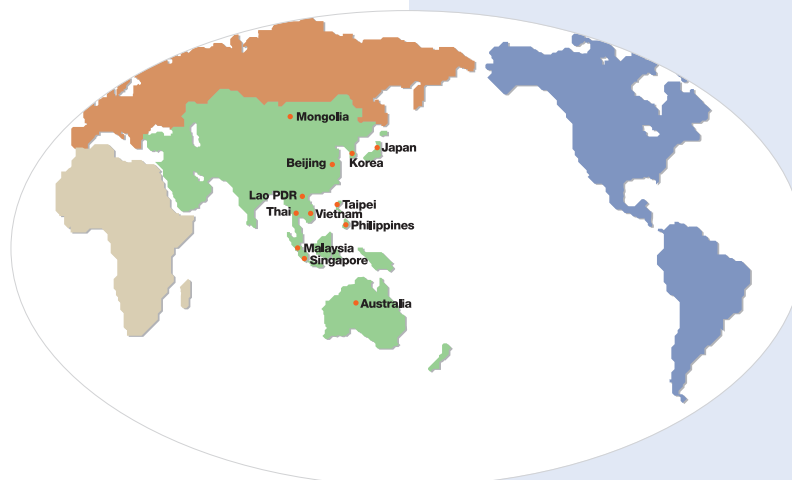 Mongolia
Japan
Korea
Beijing
Lao PDR
Taipei
Thai
Vietnam
Philippines
Malaysia
Singapore
Australia